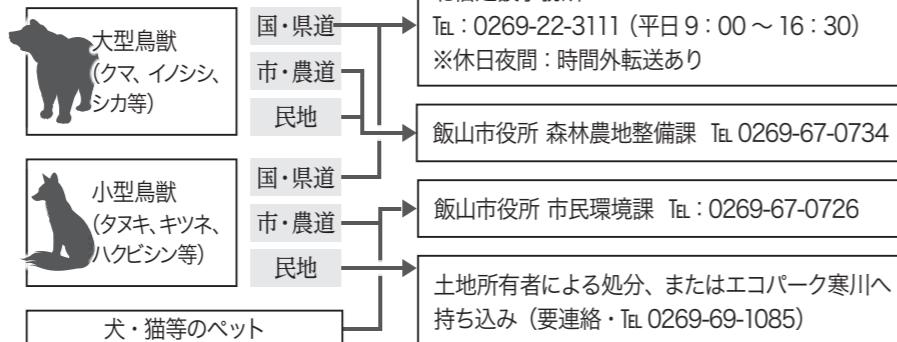 大型鳥獣
(クマ、イノシシ、
シカ等)
国・県道
市・農道
民地
小型鳥獣
(タヌキ、キツネ、
ハクビシン等)
国・県道
市・農道
民地
犬・猫等のペット
℡：0269-22-3111（平日9：00～16：30）
※休日夜間：時間外転送あり
飯山市役所 森林農地整備課 ℡ 0269-67-0734
飯山市役所 市民環境課 ℡：0269-67-0726
土地所有者による処分、またはエコパーク寒川へ
持ち込み（要連絡・℡ 0269-69-1085）